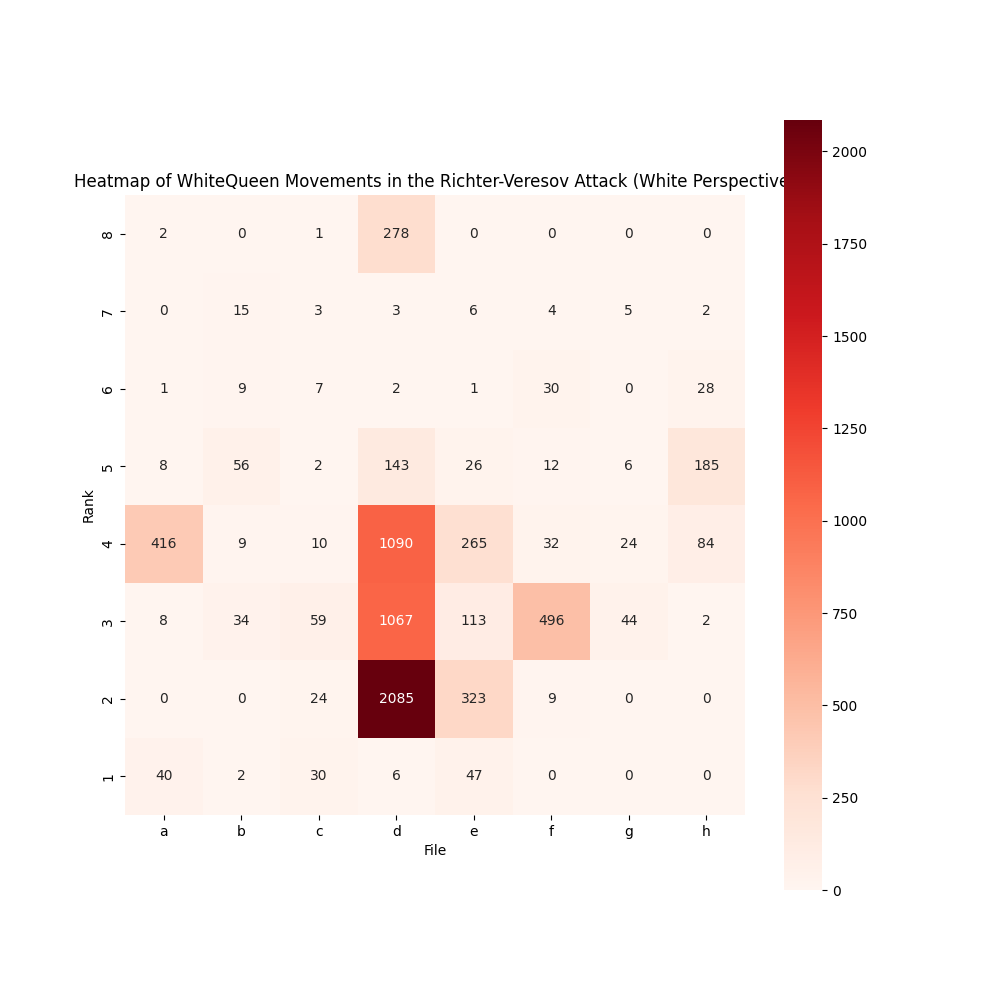 Heatmap of WhiteQueen Movements in the Richter-Veresov Attack (White Perspective
8 2 0 1 278 0 0 0 0
7 0 15 3 3 6 4 5 2
6 1 9 7 2 1 30 0 28
5 8 56 2 143 26 12 6 185
4 416 9 10 1090 265 32 24 84
3 8 34 59 1067 113 496 44 2
2 0 0 24 2085 323 9 0 0
1 40 2 30 6 47 0 0 0
a b c d e f g h
Rank
File
2000
1750
1500
1250
1000
750
500
250
0